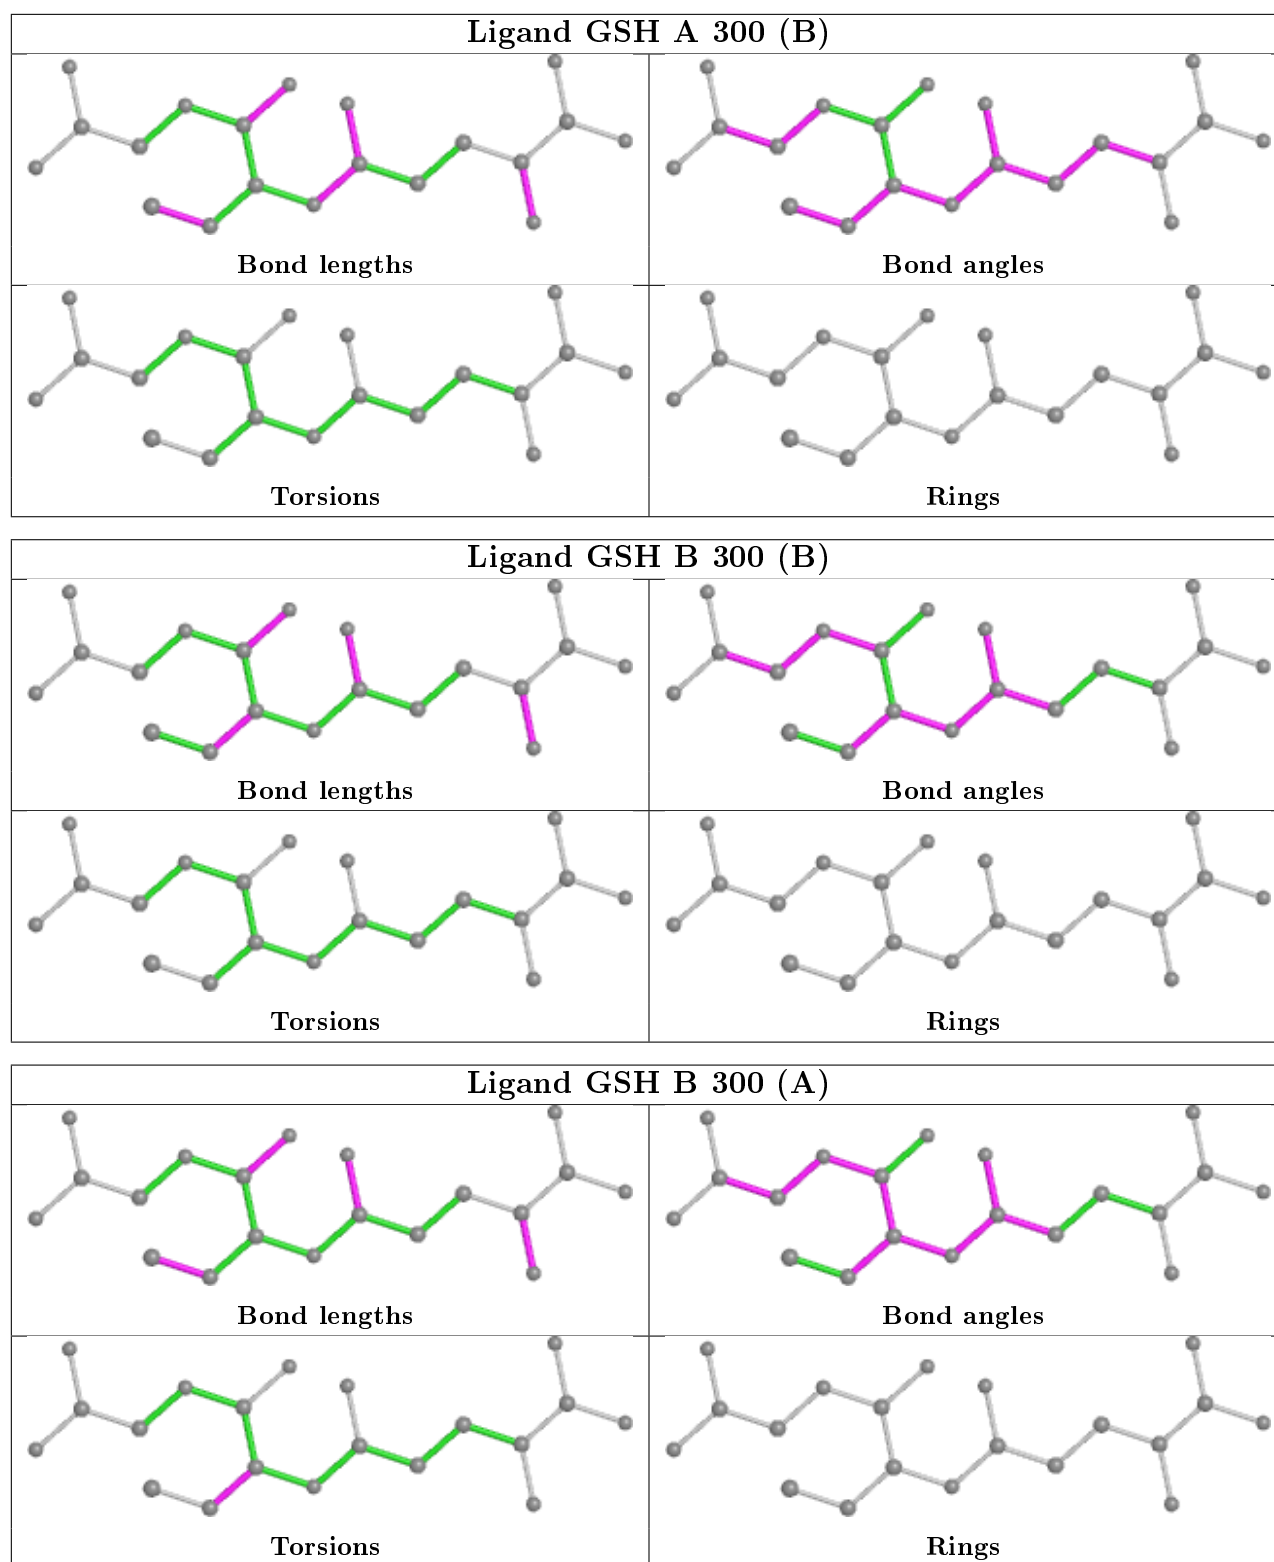 Ligand GSH A 300 (B)
Bond lengths
Bond angles
Torsions
Rings
Ligand GSH B 300 (B)
Bond lengths
Bond angles
Torsions
Rings
Ligand GSH B 300 (A)
Bond lengths
Bond angles
Torsions
Rings